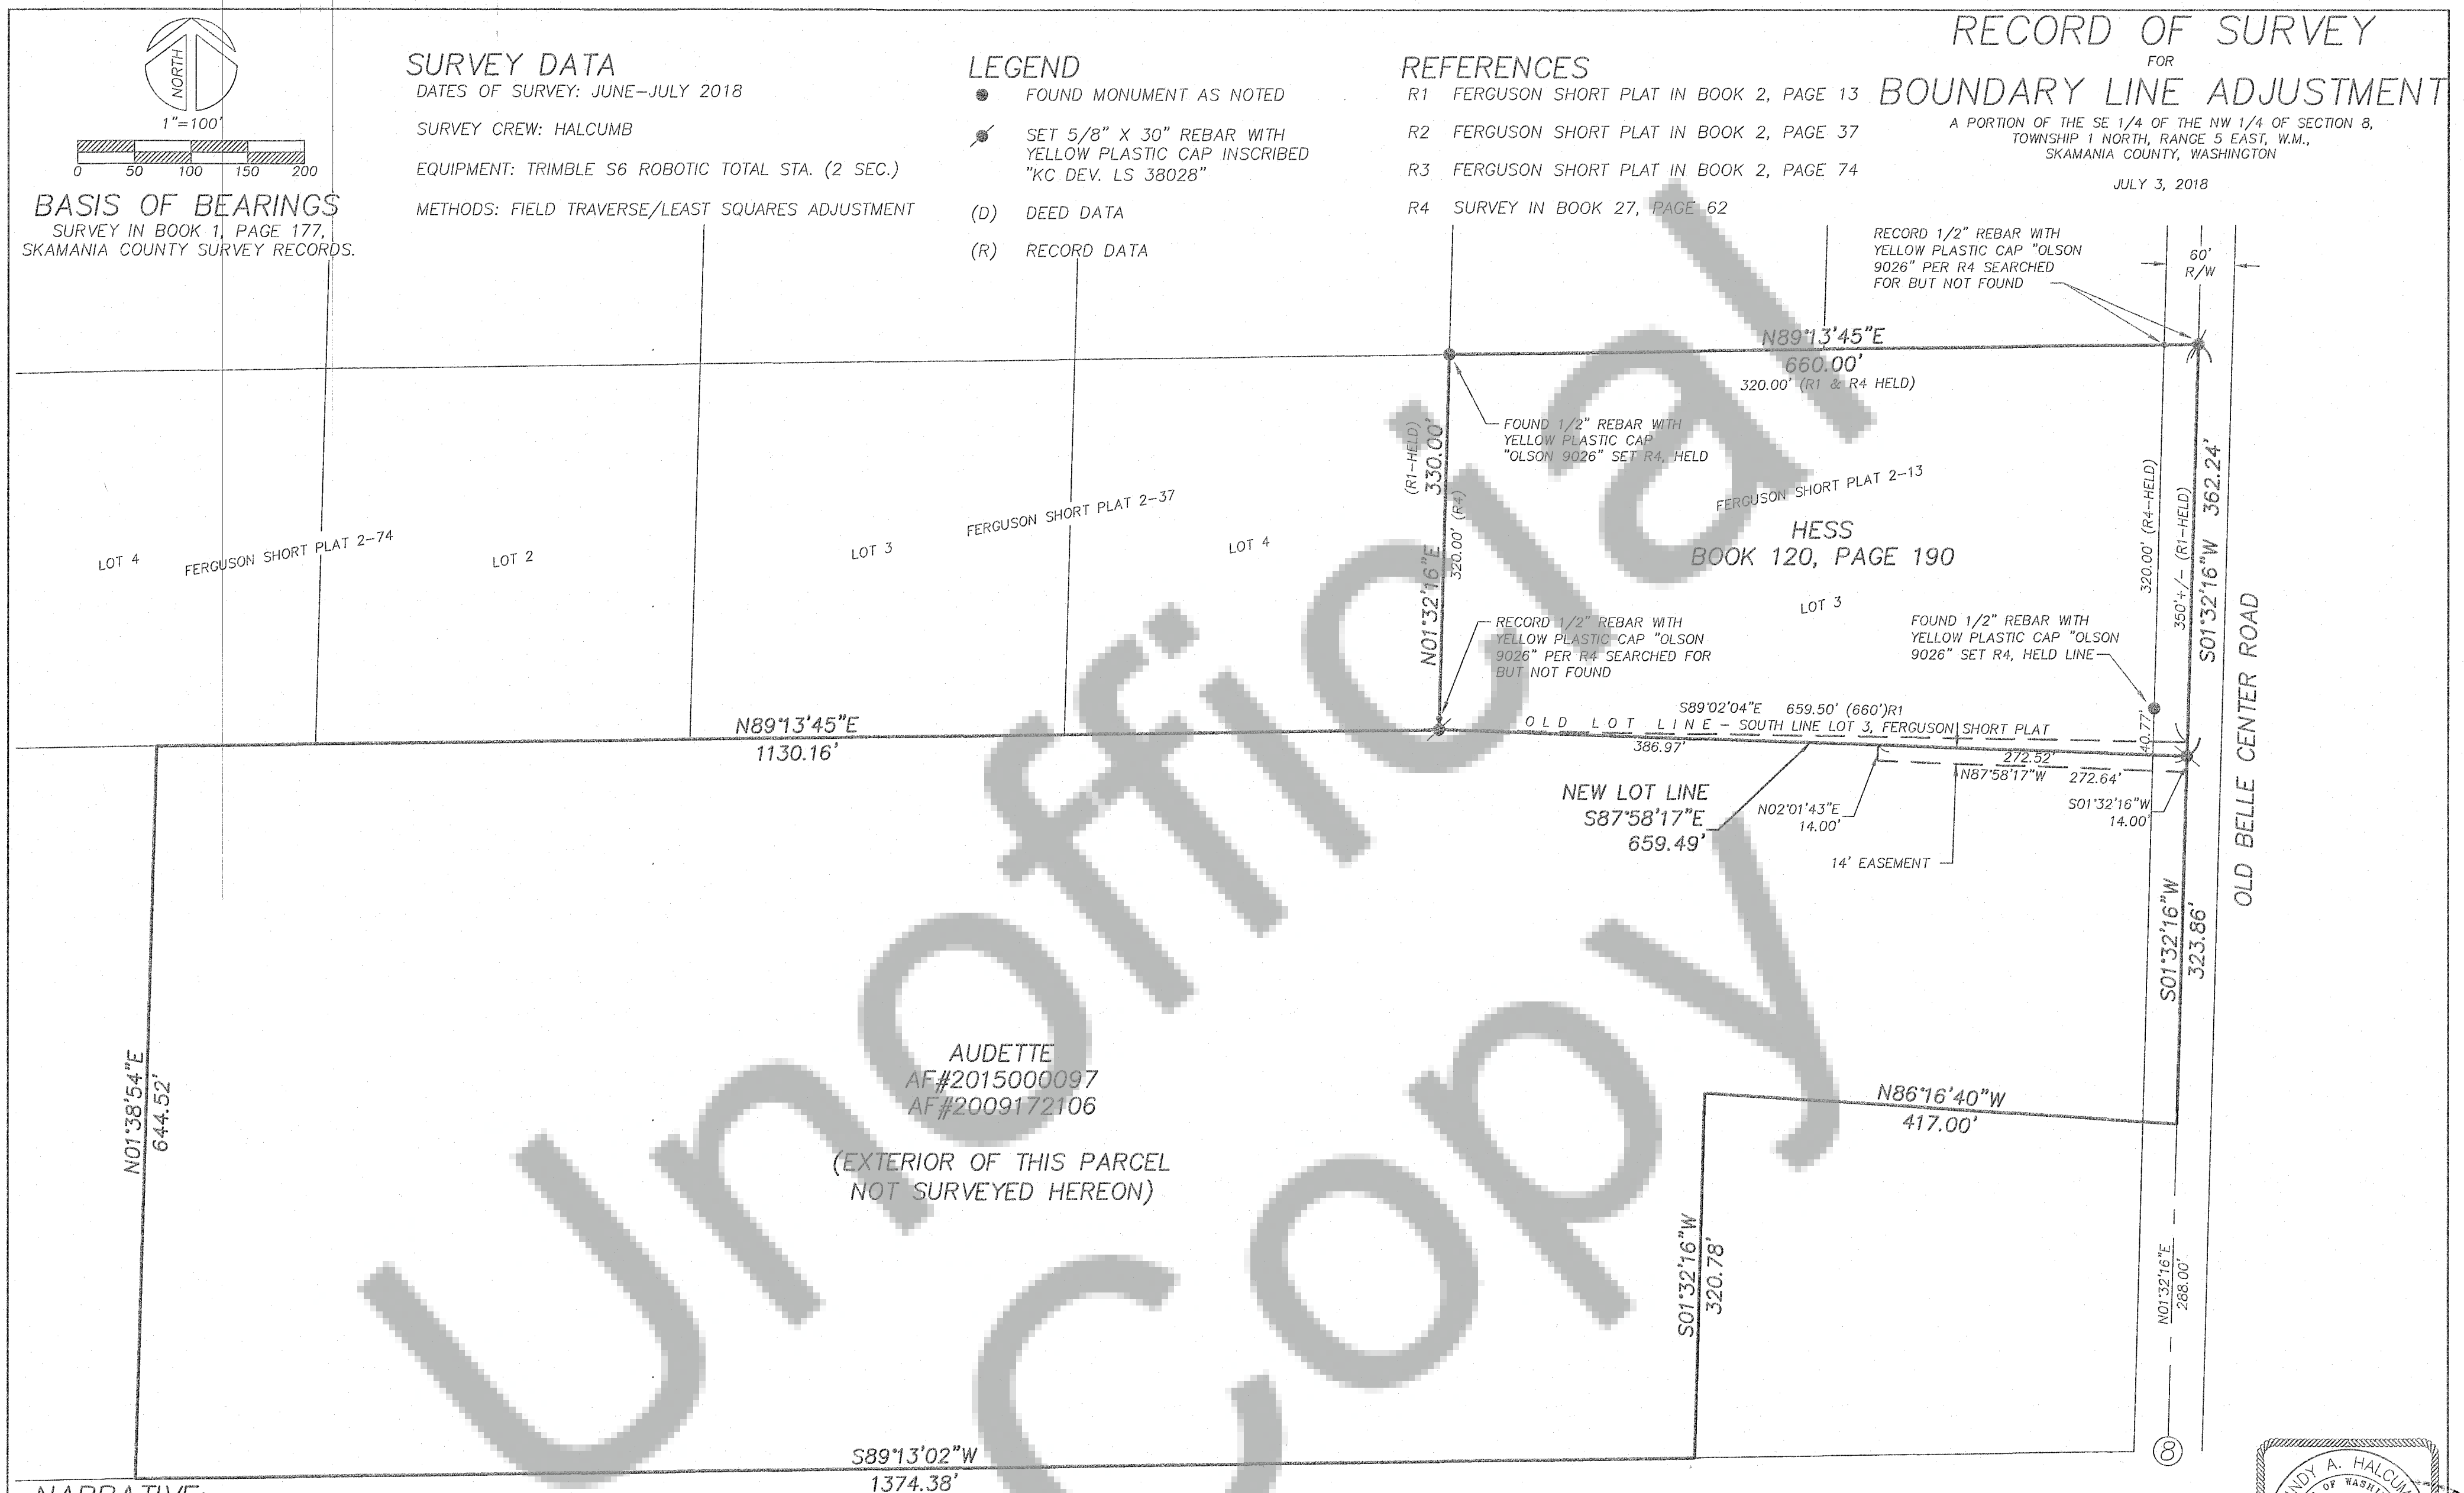 RECORD OF SURVEY
FOR
BOUNDARY LINE ADJUSTMENT
A PORTION OF THE SE 1/4 OF THE NW 1/4 OF SECTION 8,
TOWNSHIP 1 NORTH, RANGE 5 EAST, W.M.,
SKAMANIA COUNTY, WASHINGTON
JULY 3, 2018
NORTH
1"=100'
0 50 100 150 200
BASIS OF BEARINGS
SURVEY IN BOOK 1, PAGE 177,
SKAMANIA COUNTY SURVEY RECORDS.
SURVEY DATA
DATES OF SURVEY: JUNE-JULY 2018
SURVEY CREW: HALCUMB
EQUIPMENT: TRIMBLE S6 ROBOTIC TOTAL STA. (2 SEC.)
METHODS: FIELD TRAVERSE/LEAST SQUARES ADJUSTMENT
LEGEND
FOUND MONUMENT AS NOTED
SET 5/8" X 30" REBAR WITH
YELLOW PLASTIC CAP INSCRIBED
"KC DEV. LS 38028"
(D) DEED DATA
(R) RECORD DATA
REFERENCES
R1 FERGUSON SHORT PLAT IN BOOK 2, PAGE 13
R2 FERGUSON SHORT PLAT IN BOOK 2, PAGE 37
R3 FERGUSON SHORT PLAT IN BOOK 2, PAGE 74
R4 SURVEY IN BOOK 27, PAGE 62
RECORD 1/2" REBAR WITH
YELLOW PLASTIC CAP "OLSON
9026" PER R4 SEARCHED
FOR BUT NOT FOUND
60'
R/W
N89°13'45"E
660.00'
320.00' (R1 & R4 HELD)
FOUND 1/2" REBAR WITH
YELLOW PLASTIC CAP
"OLSON 9026" SET R4, HELD
(R1-HELD)
330.00'
N01°32'16"E
320.00' (R4)
FERGUSON SHORT PLAT 2-13
HESS
BOOK 120, PAGE 190
LOT 3
320.00' (R4-HELD)
350'+/- (R1-HELD)
S01°32'16"W 362.24'
OLD BELLE CENTER ROAD
LOT 4
FERGUSON SHORT PLAT 2-74
LOT 2
LOT 3
FERGUSON SHORT PLAT 2-37
LOT 4
RECORD 1/2" REBAR WITH
YELLOW PLASTIC CAP "OLSON
9026" PER R4 SEARCHED FOR
BUT NOT FOUND
FOUND 1/2" REBAR WITH
YELLOW PLASTIC CAP "OLSON
9026" SET R4, HELD LINE
S89°02'04"E 659.50' (660')R1
OLD LOT LINE - SOUTH LINE LOT 3, FERGUSON SHORT PLAT
40.77'
386.97'
272.52'
N87°58'17"W 272.64'
N89°13'45"E
1130.16'
NEW LOT LINE
S87°58'17"E
659.49'
N02°01'43"E
14.00'
S01°32'16"W
14.00'
14' EASEMENT
S01°32'16"W
323.86'
N01°38'54"E
644.52'
AUDETTE
AF#2015000097
AF#2009172106
(EXTERIOR OF THIS PARCEL
NOT SURVEYED HEREON)
N86°16'40"W
417.00'
S01°32'16"W
320.78'
N01°32'16"E
288.00'
8
S89°13'02"W
1374.38'
NARRATIVE:
NDY A. HALCUM
OF WASHI
Unofficial
Copy